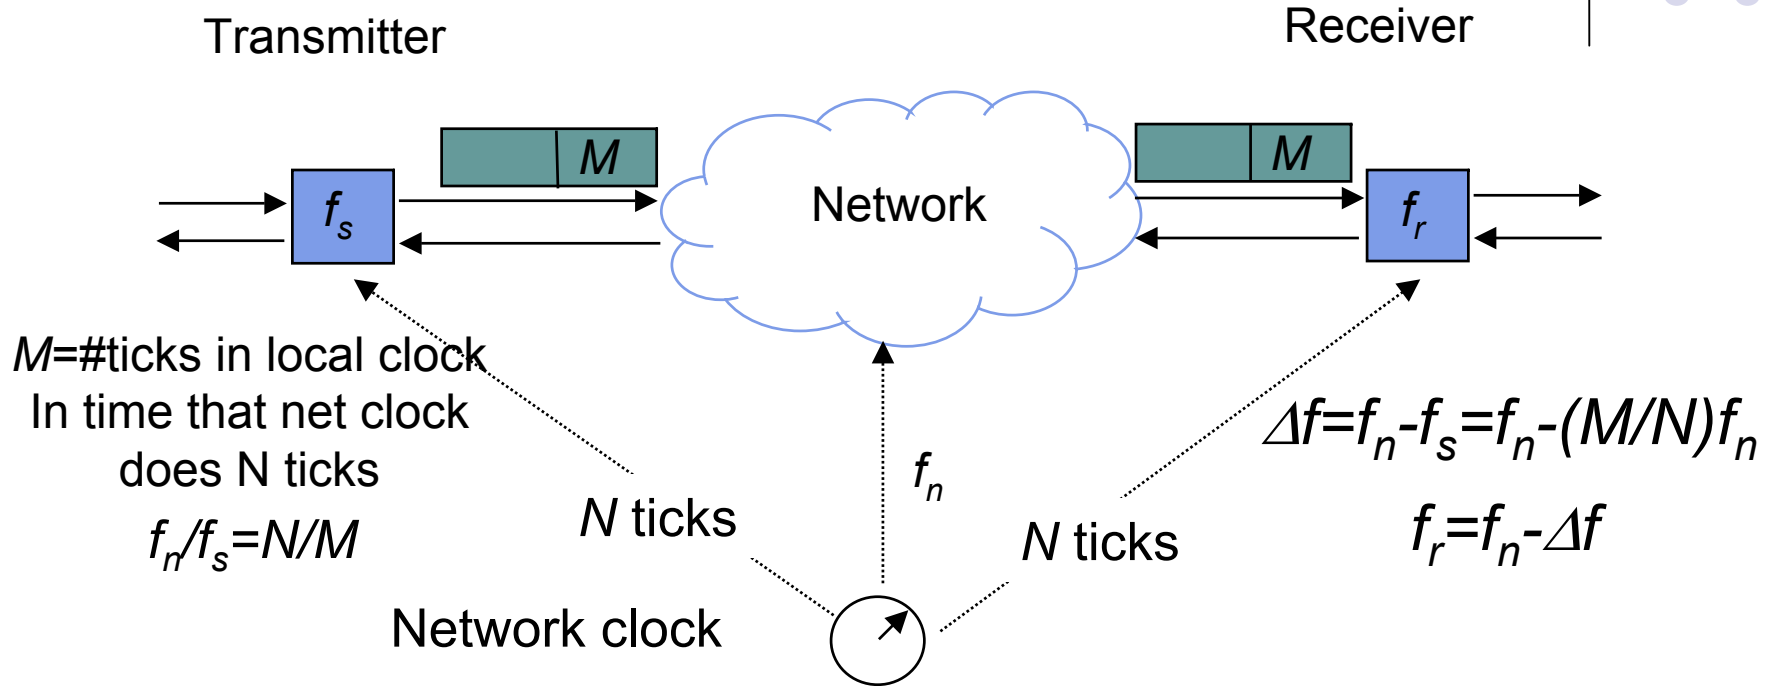 Transmitter
Receiver
M
M
Network
fs
fr
M=#ticks in local clock
In time that net clock
does N ticks
fn/fs=N/M
N ticks
fn
N ticks
Δf=fn-fs=fn-(M/N)fn
fr=fn-Δf
Network clock